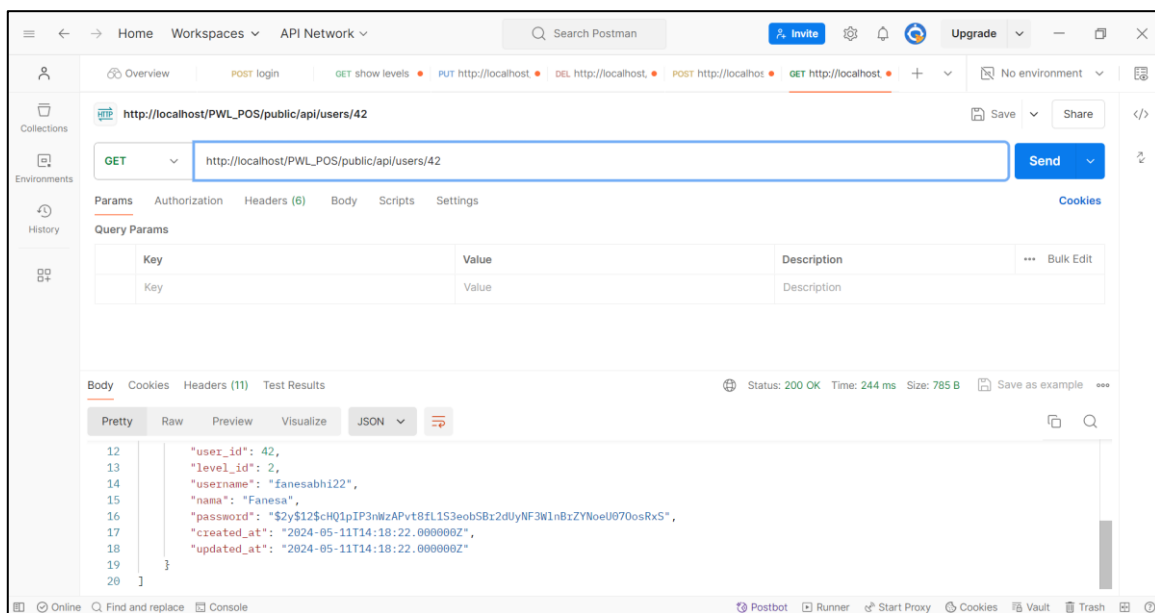 Home Workspaces API Network Search Postman Invite Upgrade
Overview POST login GET show levels PUT http://localhost, DEL http://localhost, POST http://localhos GET http://localhost, No environment
HTTP http://localhost/PWL_POS/public/api/users/42 Save Share
Collections
GET http://localhost/PWL_POS/public/api/users/42 Send
Environments
Params Authorization Headers (6) Body Scripts Settings Cookies
History
Query Params
Key Value Description Bulk Edit
Key Value Description
Body Cookies Headers (11) Test Results Status: 200 OK Time: 244 ms Size: 785 B Save as example
Pretty Raw Preview Visualize JSON
12 "user_id": 42,
13 "level_id": 2,
14 "username": "fanesabhi22",
15 "nama": "Fanesa",
16 "password": "$2y$12$cHQ1pIP3nWzAPvt8fL1S3eobSBr2dUyNF3WlnBrZYNoeU07OosRxS",
17 "created_at": "2024-05-11T14:18:22.000000Z",
18 "updated_at": "2024-05-11T14:18:22.000000Z"
19 }
20 ]
Online Find and replace Console Postbot Runner Start Proxy Cookies Vault Trash